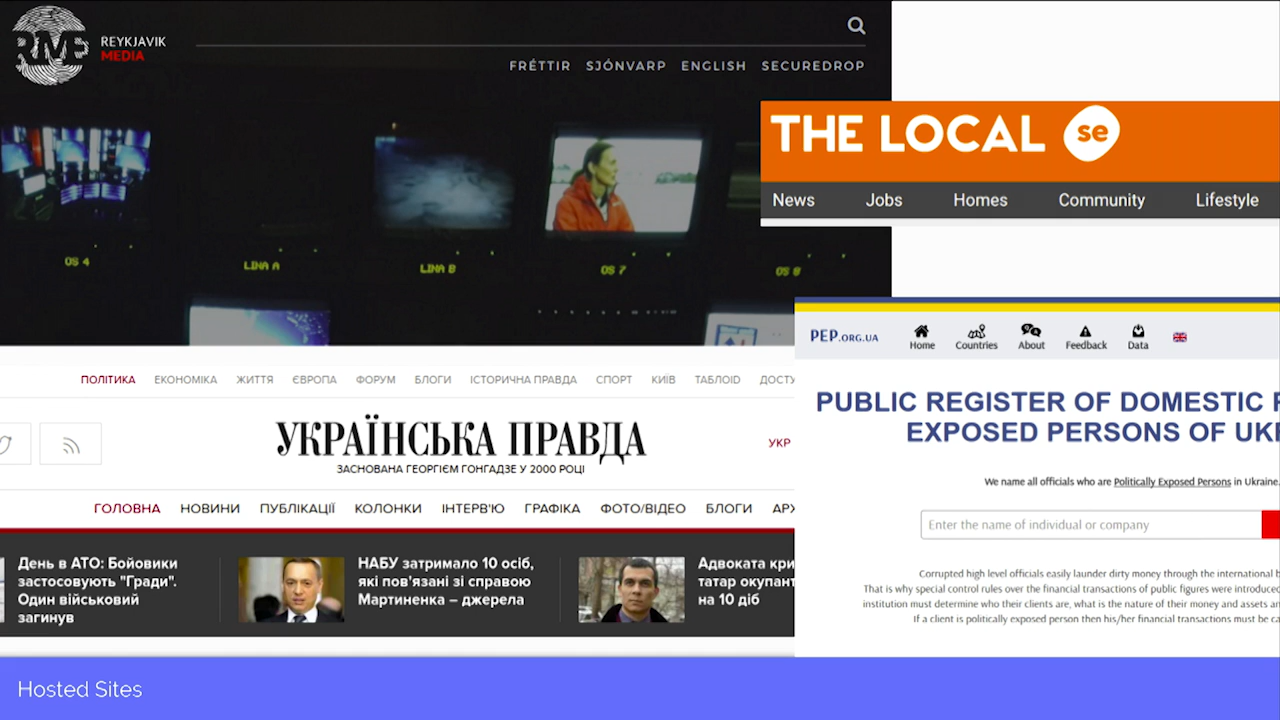 RME
REYKJAVIK
MEDIA
FRÉTTIR SJÓNVARP ENGLISH SECUREDROP
OS 4
LINA A
LINA B
OS 7
OS 8
THE LOCAL se
News Jobs Homes Community Lifestyle
PEP.ORG.UA
Home Countries About Feedback Data
PUBLIC REGISTER OF DOMESTIC
EXPOSED PERSONS OF
We name all officials who are Politically Exposed Persons in Ukraine.
Enter the name of individual or company
Corrupted high level officials easily launder dirty money through the international
That is why special control rules over the financial transactions of public figures were introduced
institution must determine who their clients are, what is the nature of their money and assets
If a client is politically exposed person then his/her financial transactions must be
ПОЛІТИКА ЕКОНОМІКА ЖИТТЯ ЄВРОПА ФОРУМ БЛОГИ ІСТОРИЧНА ПРАВДА СПОРТ КИЇВ ТАБЛОЇD
УКРАЇНСЬКА ПРАВДА
ЗАСНОВАНА ГЕОРГІЄМ ГОНГАДЗЕ У 2000 РОЦІ
УКР
ГОЛОВНА НОВИНИ ПУБЛІКАЦІЇ КОЛОНКИ ІНТЕРВ'Ю ГРАФІКА ФОТО/ВІДЕО БЛОГИ
День в АТО: Бойовики
застосовують "Гради".
Один військовий
загинув
НАБУ затримало 10 осіб,
які пов'язані зі справою
Мартиненка – джерела
Адвоката
татар
на 10 діб
Hosted Sites